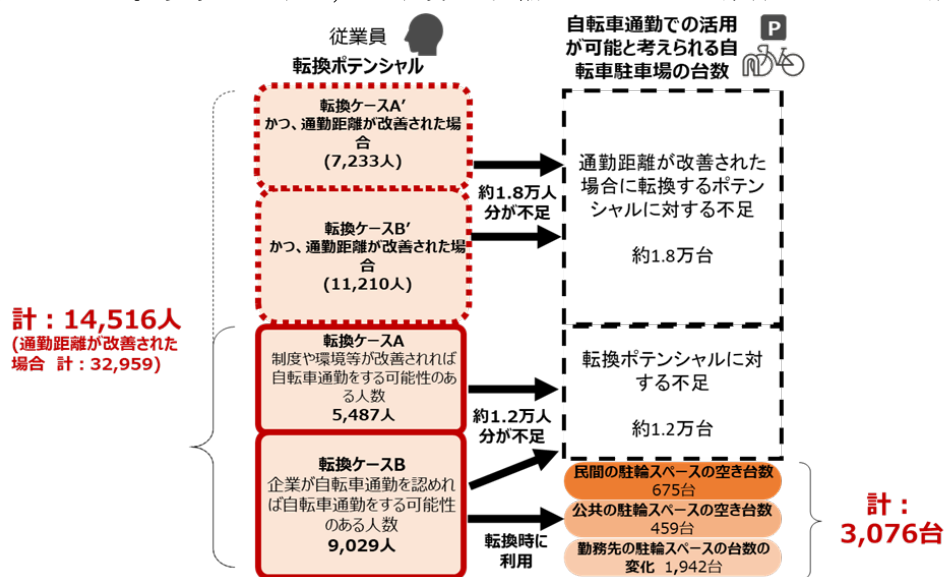 従業員
転換ポテンシャル
自転車通勤での活用
が可能と考えられる自
転車駐車場の台数
P
転換ケースA’
かつ、通勤距離が改善された場
合
(7,233人)
転換ケースB’
かつ、通勤距離が改善された場
合
(11,210人)
約1.8万人
分が不足
通勤距離が改善された
場合に転換するポテン
シャルに対する不足
約1.8万台
計：14,516人
(通勤距離が改善された
場合 計：32,959)
転換ケースA
制度や環境等が改善されれば
自転車通勤をする可能性のあ
る人数
5,487人
約1.2万人
分が不足
転換ポテンシャルに対
する不足
約1.2万台
転換ケースB
企業が自転車通勤を認めれ
ば自転車通勤をする可能性
のある人数
9,029人
転換時に
利用
民間の駐輪スペースの空き台数
675台
公共の駐輪スペースの空き台数
459台
勤務先の駐輪スペースの台数の
変化 1,942台
計：
3,076台